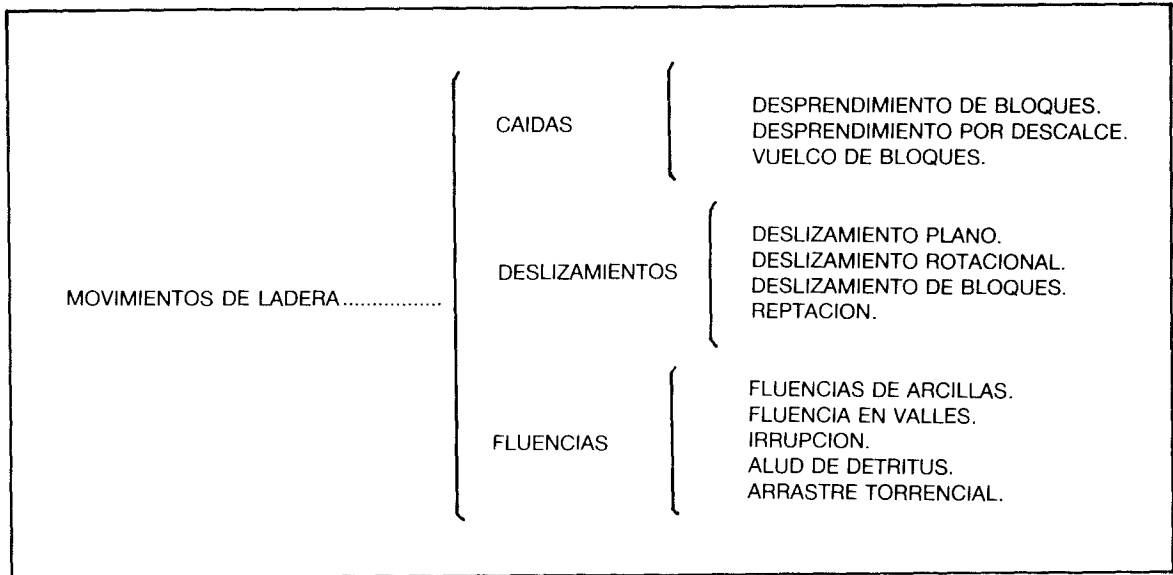 CAIDAS
DESPRENDIMIENTO DE BLOQUES.
DESPRENDIMIENTO POR DESCALCE.
VUELCO DE BLOQUES.
MOVIMIENTOS DE LADERA.................
DESLIZAMIENTOS
DESLIZAMIENTO PLANO.
DESLIZAMIENTO ROTACIONAL.
DESLIZAMIENTO DE BLOQUES.
REPTACION.
FLUENCIAS
FLUENCIAS DE ARCILLAS.
FLUENCIA EN VALLES.
IRRUPCION.
ALUD DE DETRITUS.
ARRASTRE TORRENCIAL.